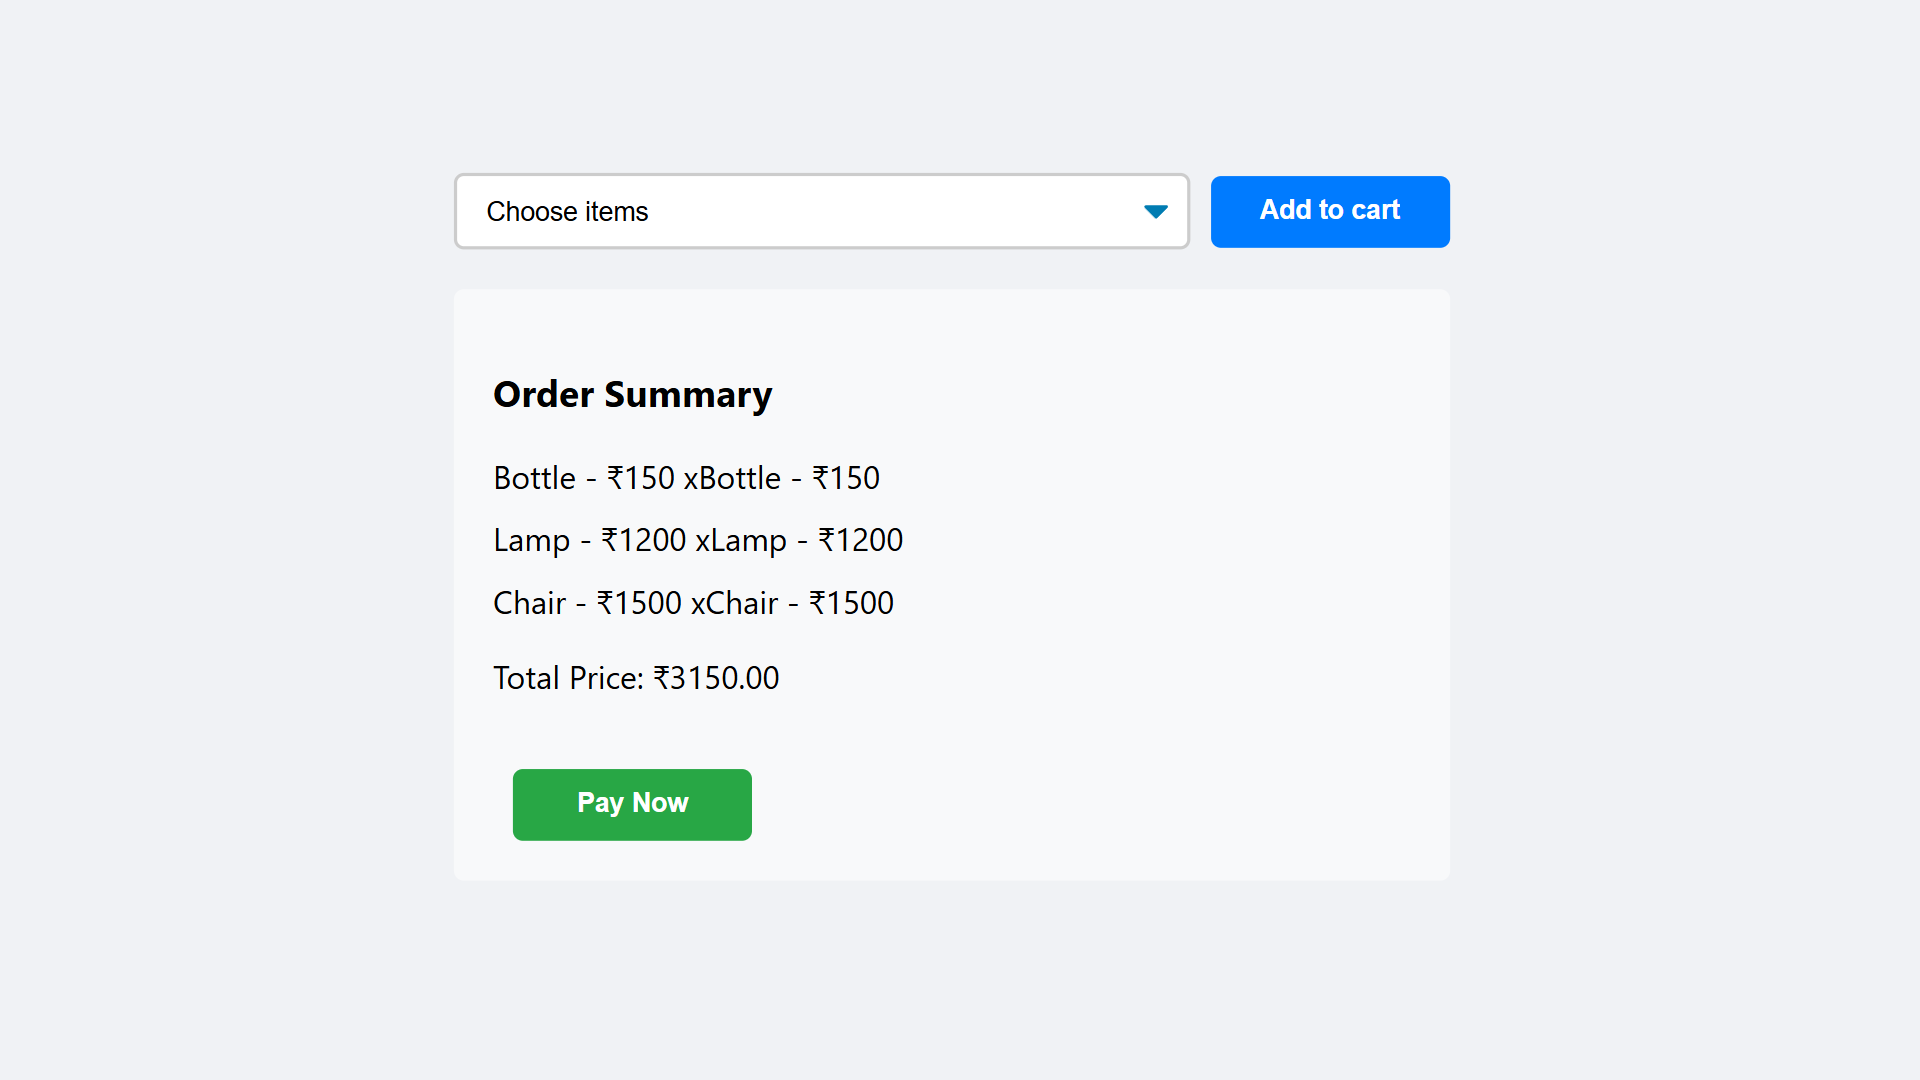 Choose items
Add to cart
Order Summary
Bottle - ₹150 xBottle - ₹150
Lamp - ₹1200 xLamp - ₹1200
Chair - ₹1500 xChair - ₹1500
Total Price: ₹3150.00
Pay Now